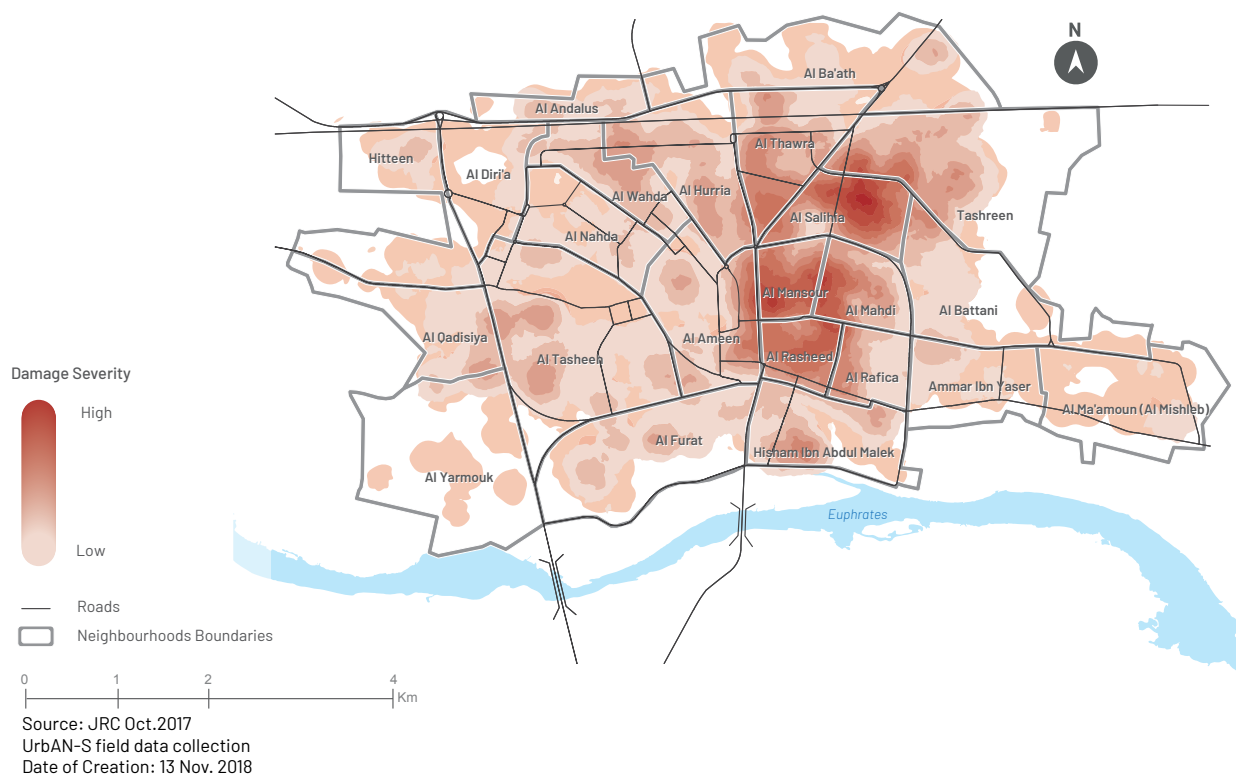 N
Al Ba'ath
Al Andalus
Al Thawra
Hitteen
Al Diri'a
Al Wahda
Al Hurria
Al Salihia
Tashreen
Al Nahda
Al Mansour
Al Mahdi
Al Battani
Al Qadisiya
Al Ameen
Al Tasheen
Al Rasheed
Al Rafica
Ammar Ibn Yaser
Al Ma'amoun (Al Mishleb)
Al Furat
Hisham Ibn Abdul Malek
Al Yarmouk
Euphrates
Damage Severity
High
Low
Roads
Neighbourhoods Boundaries
0 1 2 4
Km
Source: JRC Oct.2017
UrbAN-S field data collection
Date of Creation: 13 Nov. 2018